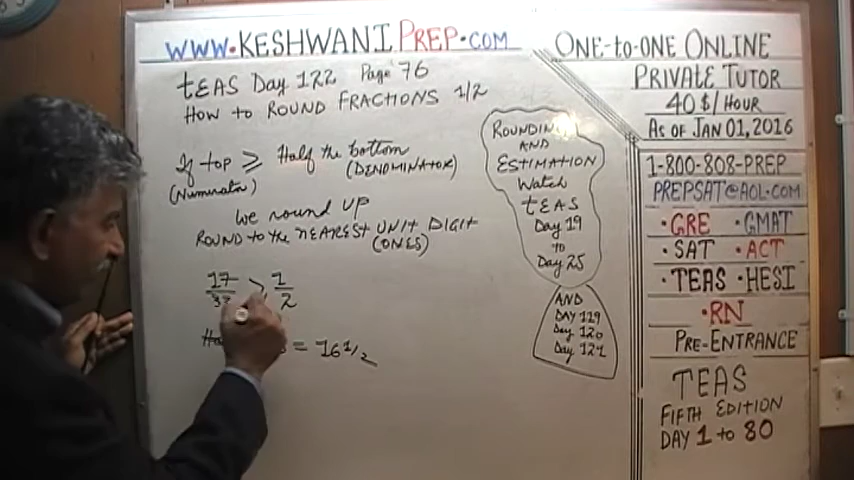 www.KESHWANIPREP.com
tEAS Day 122 Page 76
How to Round FRACTIONS 1/2
If top ⩾ Half the bottom
(Numerator) (DENOMINATOR)
we round UP
ROUND to the NEAREST UNIT DIGIT
(ONES)
17 > 1
2
= 16 1/2
ROUNDING
AND
ESTIMATION
Watch
tEAS
Day 19
to
Day 25
AND
DAY 119
Day 120
Day 121
ONE-to-ONE ONLINE
PRIVATE TUTOR
40 $/HOUR
As of JAN 01, 2016
1-800-808-PREP
PREPSAT@AOL.COM
•GRE •GMAT
•SAT •ACT
•TEAS •HESI
•RN
PRE-ENTRANCE
TEAS
FIFTH EDITION
DAY 1 to 80